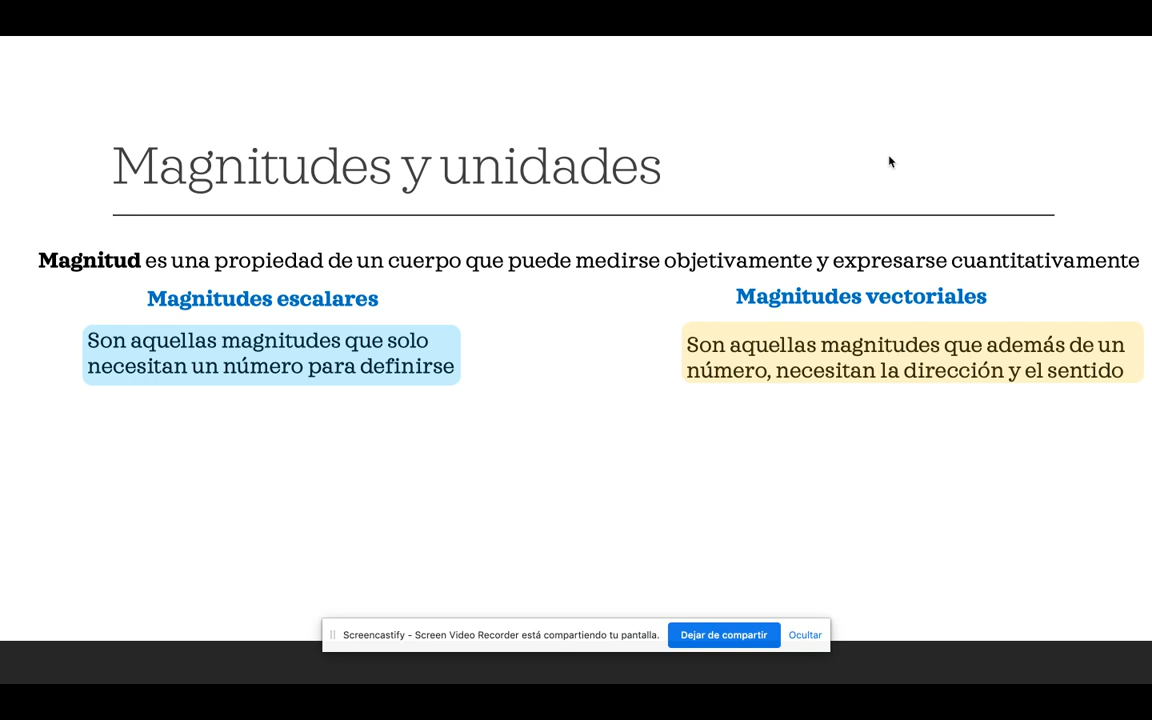 Magnitudes y unidades
Magnitud es una propiedad de un cuerpo que puede medirse objetivamente y expresarse cuantitativamente
Magnitudes escalares
Son aquellas magnitudes que solo
necesitan un número para definirse
Magnitudes vectoriales
Son aquellas magnitudes que además de un
número, necesitan la dirección y el sentido
Screencastify - Screen Video Recorder está compartiendo tu pantalla. Dejar de compartir Ocultar